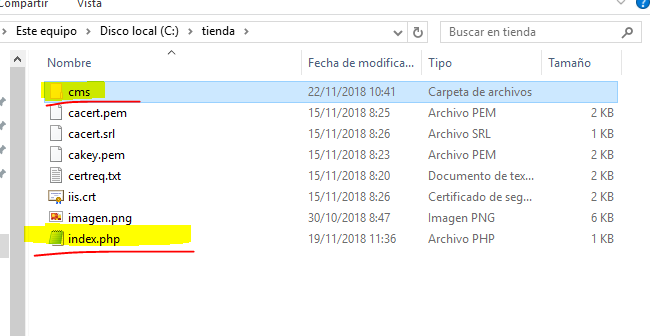 Compartir Vista
Este equipo › Disco local (C:) › tienda ›
Buscar en tienda
Nombre Fecha de modifica... Tipo Tamaño
cms 22/11/2018 10:41 Carpeta de archivos
cacert.pem 15/11/2018 8:25 Archivo PEM 2 KB
cacert.srl 15/11/2018 8:26 Archivo SRL 1 KB
cakey.pem 15/11/2018 8:23 Archivo PEM 2 KB
certreq.txt 15/11/2018 8:20 Documento de tex... 2 KB
iis.crt 15/11/2018 8:26 Certificado de seg... 2 KB
imagen.png 30/10/2018 8:47 Imagen PNG 6 KB
index.php 19/11/2018 11:36 Archivo PHP 1 KB